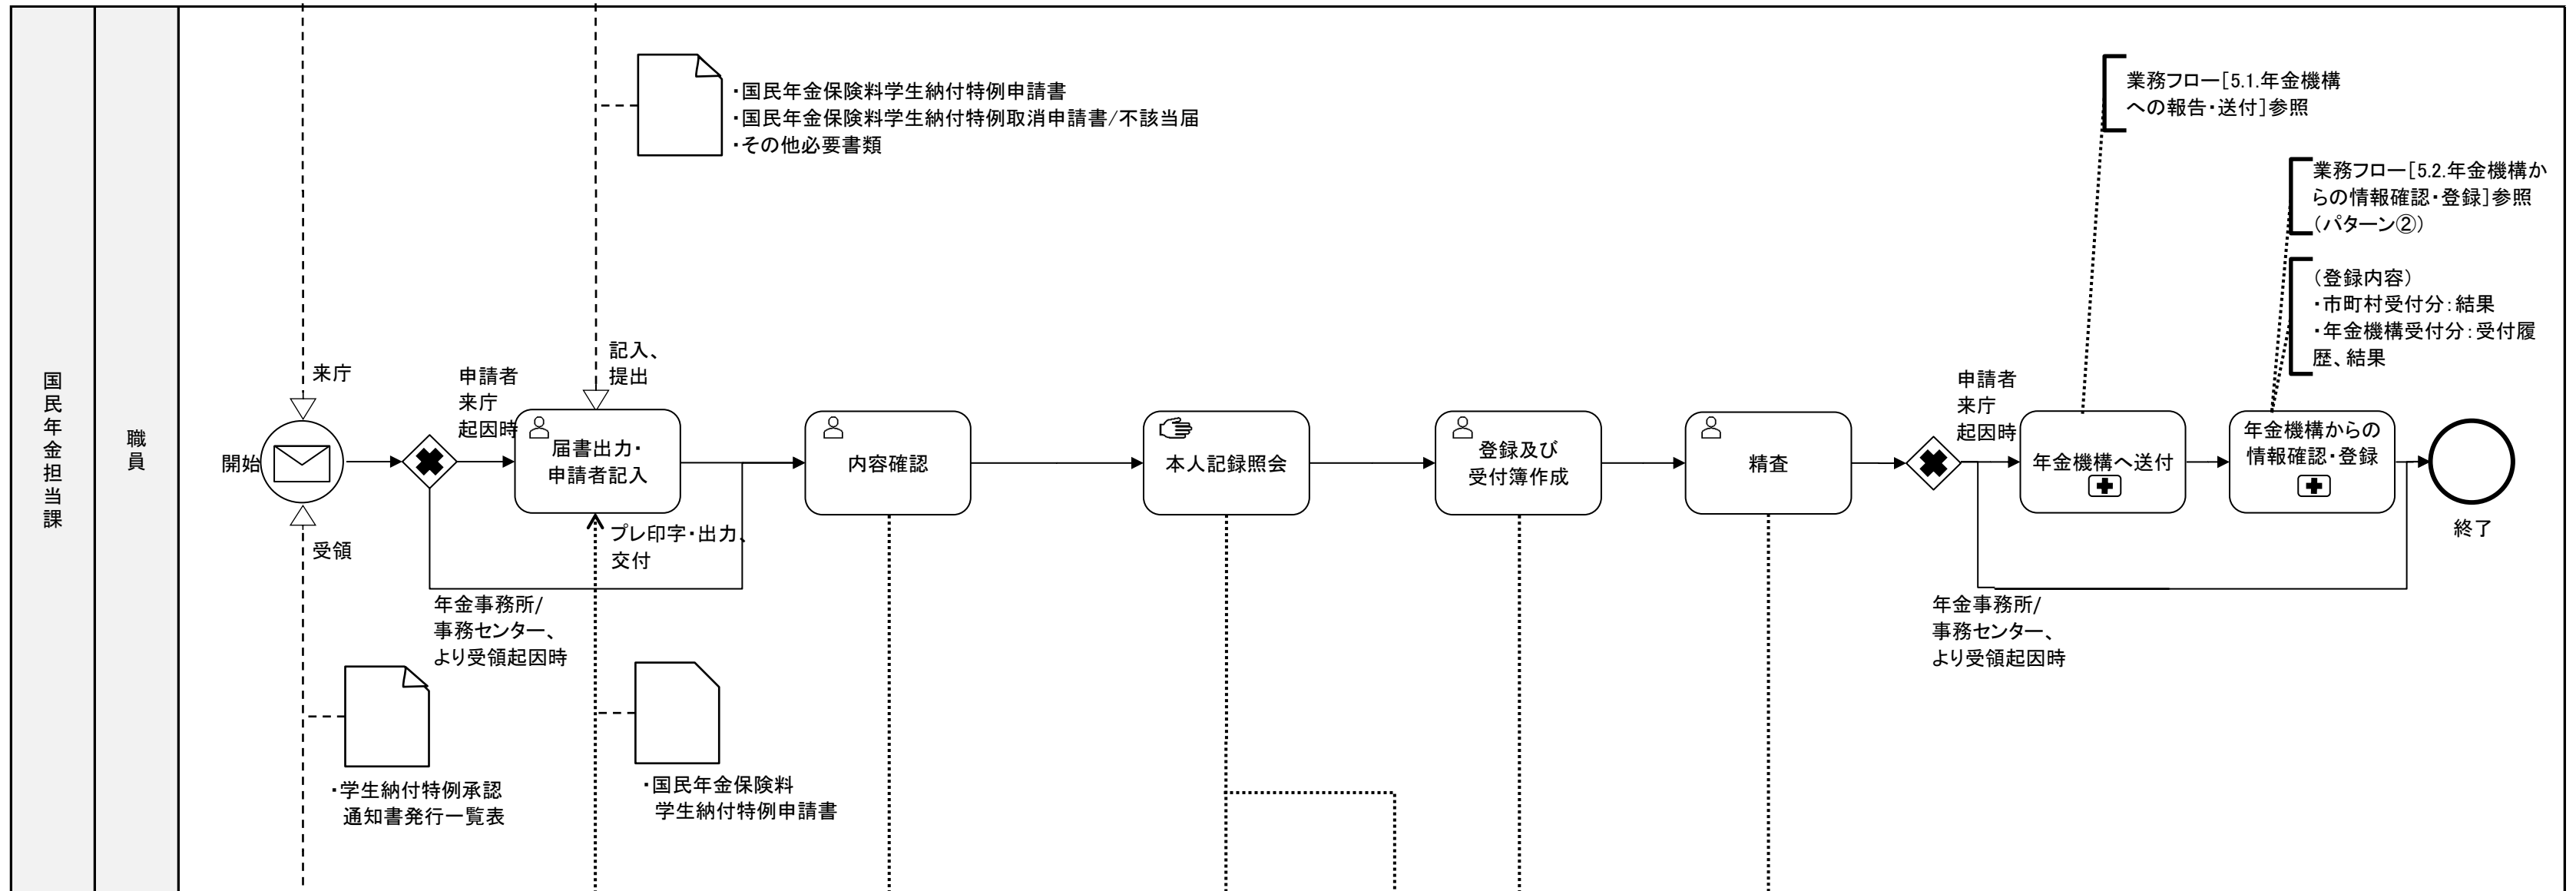 国民年金担当課
職員
・国民年金保険料学生納付特例申請書
・国民年金保険料学生納付特例取消申請書/不該当届
・その他必要書類
業務フロー[5.1.年金機構
への報告・送付]参照
業務フロー[5.2.年金機構か
らの情報確認・登録]参照
(パターン②)
(登録内容)
・市町村受付分:結果
・年金機構受付分:受付履
歴、結果
来庁
開始
受領
申請者
来庁
起因時
記入、
提出
届書出力・
申請者記入
プレ印字・出力、
交付
内容確認
本人記録照会
登録及び
受付簿作成
精査
申請者
来庁
起因時
年金機構へ送付
年金機構からの
情報確認・登録
終了
年金事務所/
事務センター、
より受領起因時
年金事務所/
事務センター、
より受領起因時
・学生納付特例承認
通知書発行一覧表
・国民年金保険料
学生納付特例申請書